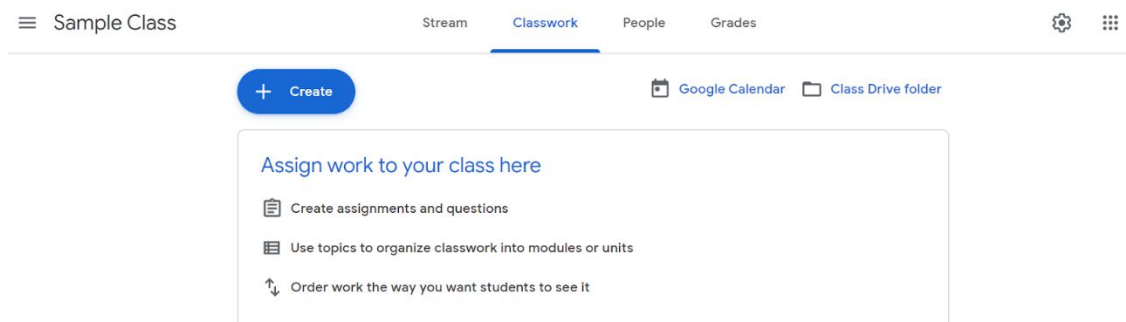 Sample Class
Stream Classwork People Grades
+ Create
Google Calendar Class Drive folder
Assign work to your class here
Create assignments and questions
Use topics to organize classwork into modules or units
Order work the way you want students to see it